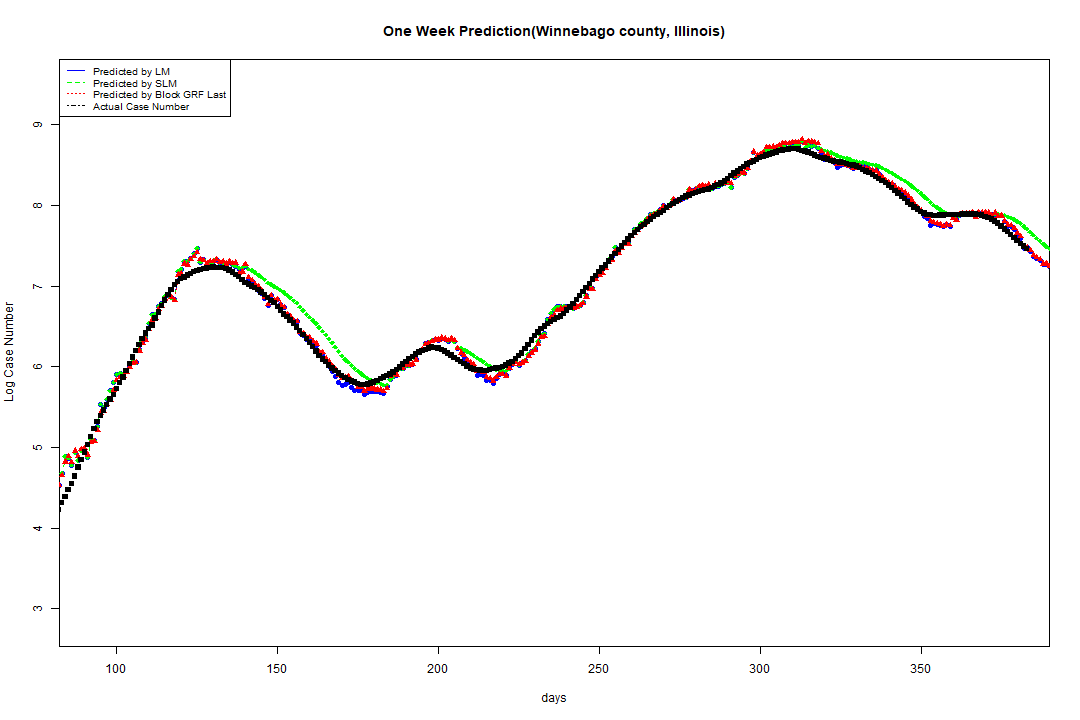 One Week Prediction(Winnebago county, Illinois)
Predicted by LM
Predicted by SLM
Predicted by Block GRF Last
Actual Case Number
9
8
7
6
5
4
3
Log Case Number
100 150 200 250 300 350
days